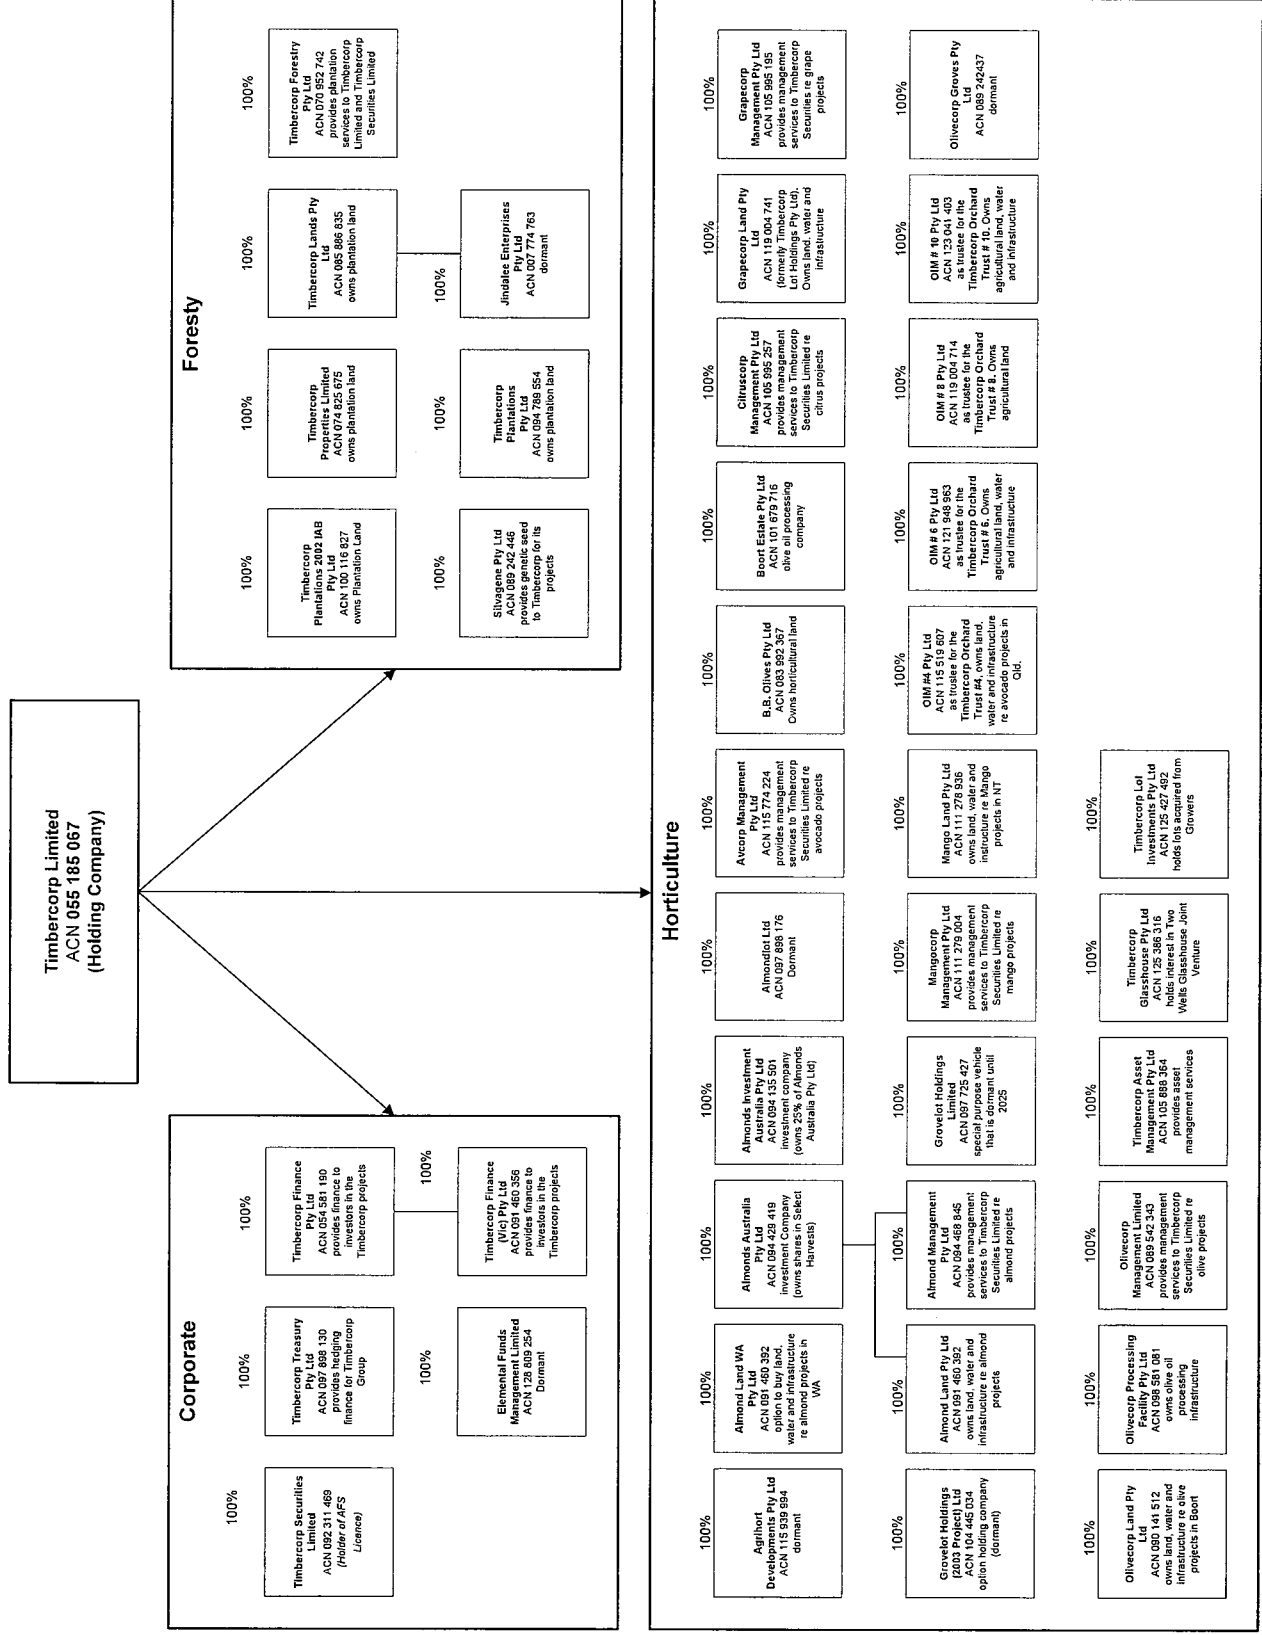 Timbercorp Limited
ACN 055 185 067
(Holding Company)
Corporate
100%
Timbercorp Securities
Limited
ACN 092 311 469
(Holder of AFS
Licence)
100%
Timbercorp Treasury
Pty Ltd
ACN 097 898 130
provides hedging
finance for Timbercorp
Group
100%
Timbercorp Finance
Pty Ltd
ACN 054 581 190
provides finance to
investors in the
Timbercorp projects
100%
Elemental Funds
Management Limited
ACN 128 809 254
Dormant
100%
Timbercorp Finance
(Vic) Pty Ltd
ACN 091 460 356
provides finance to
investors in the
Timbercorp projects
Foresty
100%
Timbercorp
Plantations 2002 IAB
Pty Ltd
ACN 100 116 827
owns Plantation Land
100%
Timbercorp
Properties Limited
ACN 074 825 675
owns plantation land
100%
Timbercorp Lands Pty
Ltd
ACN 085 886 835
owns plantation land
100%
Timbercorp Forestry
Pty Ltd
ACN 070 952 742
provides plantation
services to Timbercorp
Limited and Timbercorp
Securities Limited
100%
Silvagene Pty Ltd
ACN 089 242 446
provides genetic seed
to Timbercorp for its
projects
100%
Timbercorp
Plantations
Pty Ltd
ACN 094 789 554
owns plantation land
100%
Jindalee Enterprises
Pty Ltd
ACN 007 774 763
dormant
Horticulture
100%
Agrihort
Developments Pty Ltd
ACN 115 939 994
dormant
100%
Almond Land WA
Pty Ltd
ACN 091 460 392
option to buy land,
water and infrastructure
re almond projects in
WA
100%
Almonds Australia
Pty Ltd
ACN 094 429 419
investment Company
(owns shares in Select
Harvests)
100%
Almonds Investment
Australia Pty Ltd
ACN 094 135 501
investment company
(owns 25% of Almonds
Australia Pty Ltd)
100%
Almondlot Ltd
ACN 097 898 176
Dormant
100%
Avcorp Management
Pty Ltd
ACN 115 774 224
provides management
services to Timbercorp
Securities Limited re
avocado projects
100%
B.B. Olives Pty Ltd
ACN 083 992 367
Owns horticultural land
100%
Boort Estate Pty Ltd
ACN 101 679 716
olive oil processing
company
100%
Citruscorp
Management Pty Ltd
ACN 105 995 257
provides management
services to Timbercorp
Securities Limited re
citrus projects
100%
Grapecorp Land Pty
Ltd
ACN 119 004 741
(formerly Timbercorp
Lot Holdings Pty Ltd).
Owns land, water and
infrastructure
100%
Grapecorp
Management Pty Ltd
ACN 105 995 195
provides management
services to Timbercorp
Securities re grape
projects
100%
Grovelot Holdings
(2003 Project) Ltd
ACN 104 445 034
option holding company
(dormant)
Almond Land Pty Ltd
ACN 091 460 392
owns land, water and
infrastructure re almond
projects
100%
100%
Almond Management
Pty Ltd
ACN 094 468 845
provides management
services to Timbercorp
Securities Limited re
almond projects
100%
Grovelot Holdings
Limited
ACN 097 725 427
special purpose vehicle
that is dormant until
2025
100%
Mangocorp
Management Pty Ltd
ACN 111 279 004
provides management
services to Timbercorp
Securities Limited re
mango projects
100%
Mango Land Pty Ltd
ACN 111 278 936
owns land, water and
instructure re Mango
projects in NT
100%
OIM #4 Pty Ltd
ACN 115 519 607
as trustee for the
Timbercorp Orchard
Trust #4, owns land,
water and infrastructure
re avocado projects in
Qld.
100%
OIM # 6 Pty Ltd
ACN 121 948 963
as trustee for the
Timbercorp Orchard
Trust # 6. Owns
agricultural land, water
and infrastructure
100%
OIM # 8 Pty Ltd
ACN 119 004 714
as trustee for the
Timbercorp Orchard
Trust # 8. Owns
agricultural land
100%
OIM # 10 Pty Ltd
ACN 123 041 403
as trustee for the
Timbercorp Orchard
Trust # 10. Owns
agricultural land, water
and infrastructure
100%
Olivecorp Groves Pty
Ltd
ACN 089 242437
dormant
100%
Olivecorp Land Pty
Ltd
ACN 090 141 512
owns land, water and
infrastructure re olive
projects in Boort
100%
Olivecorp Processing
Facility Pty Ltd
ACN 098 581 081
owns olive oil
processing
infrastructure
100%
Olivecorp
Management Limited
ACN 089 542 343
provides management
services to Timbercorp
Securities Limited re
olive projects
100%
Timbercorp Asset
Management Pty Ltd
ACN 105 888 364
provides asset
management services
100%
Timbercorp
Glasshouse Pty Ltd
ACN 125 386 316
holds interest in Two
Wells Glasshouse Joint
Venture
100%
Timbercorp Lot
Investments Pty Ltd
ACN 125 427 492
holds lots acquired from
Growers